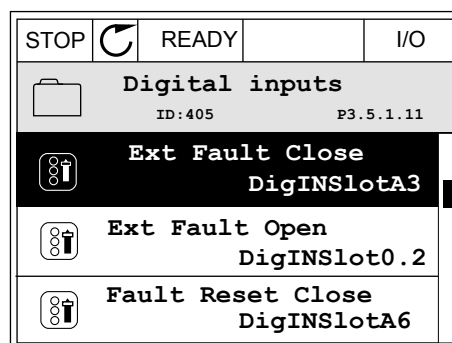 STOP READY I/O
Digital inputs
ID:405 P3.5.1.11
Ext Fault Close
DigINSlotA3
Ext Fault Open
DigINSlot0.2
Fault Reset Close
DigINSlotA6